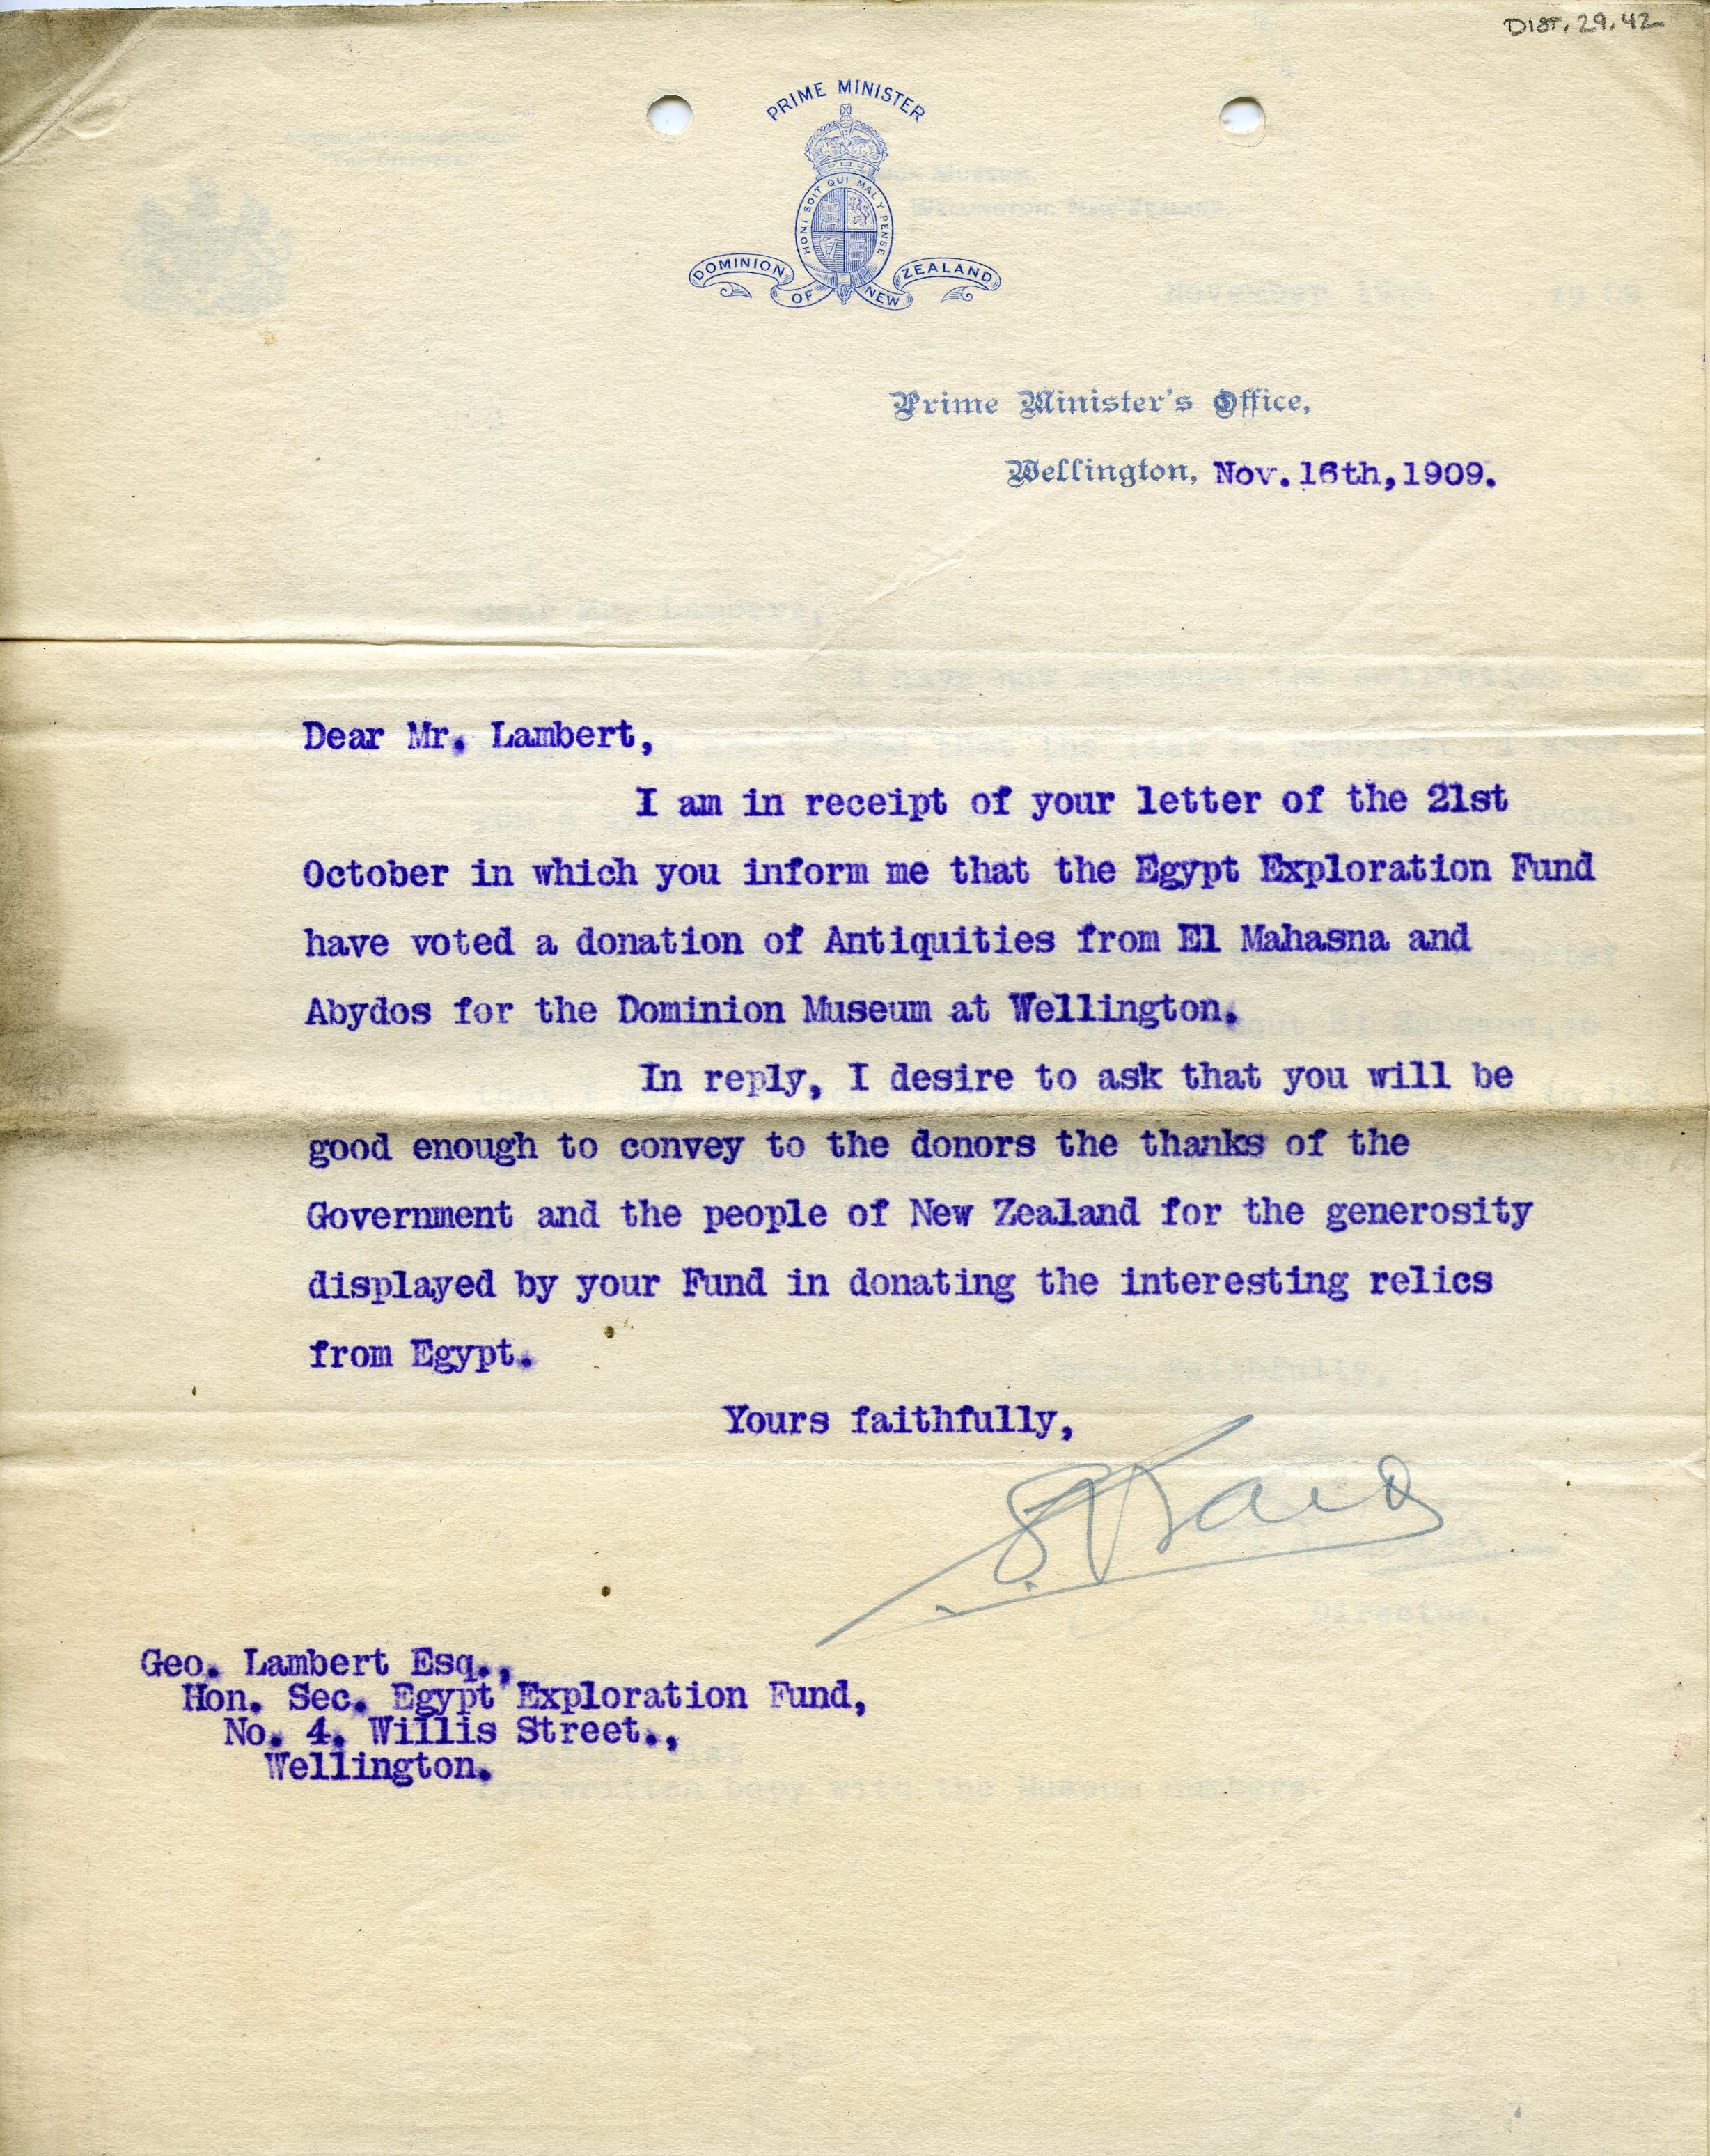 DIST. 29.42
PRIME MINISTER
HONI SOIT QUI MAL Y PENSE
DOMINION OF NEW ZEALAND
Prime Minister's Office,
Wellington, Nov. 16th, 1909.
Dear Mr. Lambert,
I am in receipt of your letter of the 21st
October in which you inform me that the Egypt Exploration Fund
have voted a donation of Antiquities from El Mahasna and
Abydos for the Dominion Museum at Wellington.
In reply, I desire to ask that you will be
good enough to convey to the donors the thanks of the
Government and the people of New Zealand for the generosity
displayed by your Fund in donating the interesting relics
from Egypt.
Yours faithfully,
Geo. Lambert Esq.,
Hon. Sec. Egypt Exploration Fund,
No. 4. Willis Street.,
Wellington.